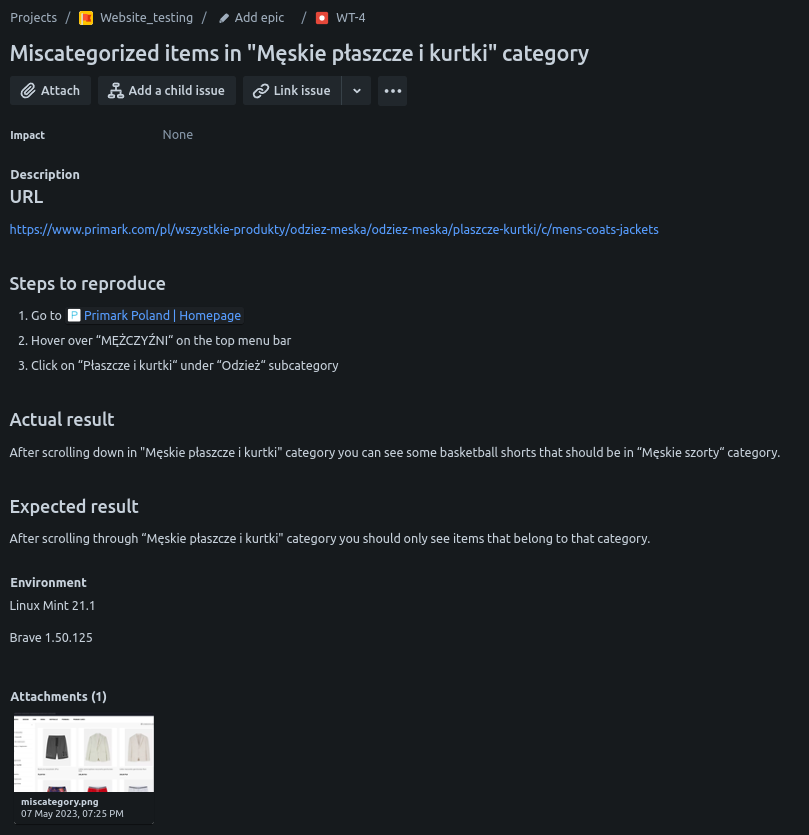 Projects / Website_testing / Add epic / WT-4
Miscategorized items in "Męskie płaszcze i kurtki" category
Attach Add a child issue Link issue
Impact None
Description
URL
https://www.primark.com/pl/wszystkie-produkty/odziez-meska/odziez-meska/plaszcze-kurtki/c/mens-coats-jackets
Steps to reproduce
1. Go to P Primark Poland | Homepage
2. Hover over “MĘŻCZYŹNI“ on the top menu bar
3. Click on “Płaszcze i kurtki“ under “Odzież“ subcategory
Actual result
After scrolling down in "Męskie płaszcze i kurtki" category you can see some basketball shorts that should be in “Męskie szorty“ category.
Expected result
After scrolling through “Męskie płaszcze i kurtki" category you should only see items that belong to that category.
Environment
Linux Mint 21.1
Brave 1.50.125
Attachments (1)
miscategory.png
07 May 2023, 07:25 PM